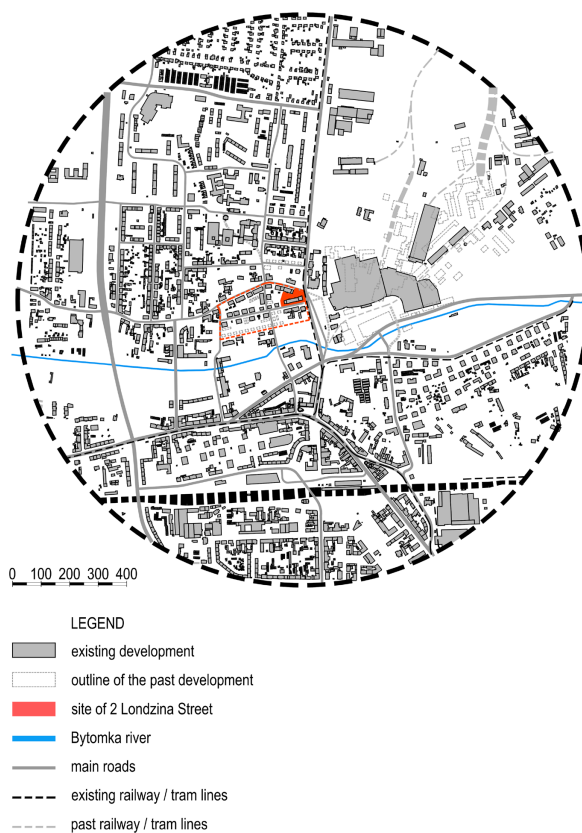 0 100 200 300 400
LEGEND
existing development
outline of the past development
site of 2 Londzina Street
Bytomka river
main roads
existing railway / tram lines
past railway / tram lines